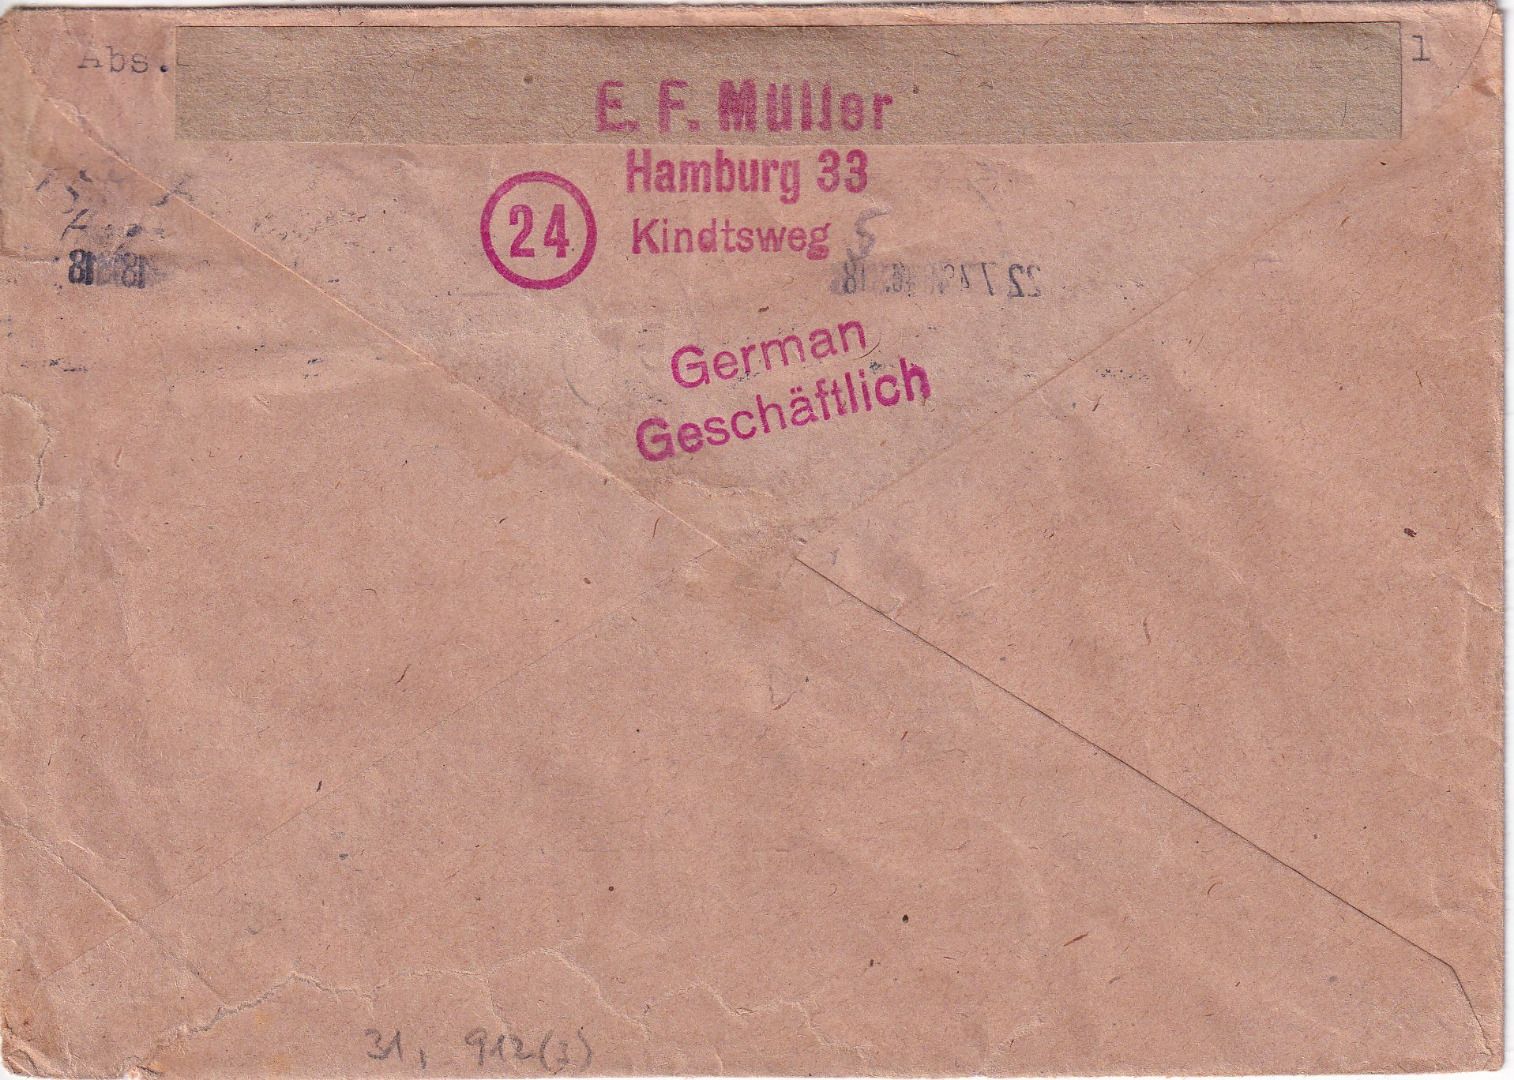 Abs. 1
E. F. Müller
Hamburg 33
24 Kindtsweg 5
German
Geschäftlich
31, 912(3)